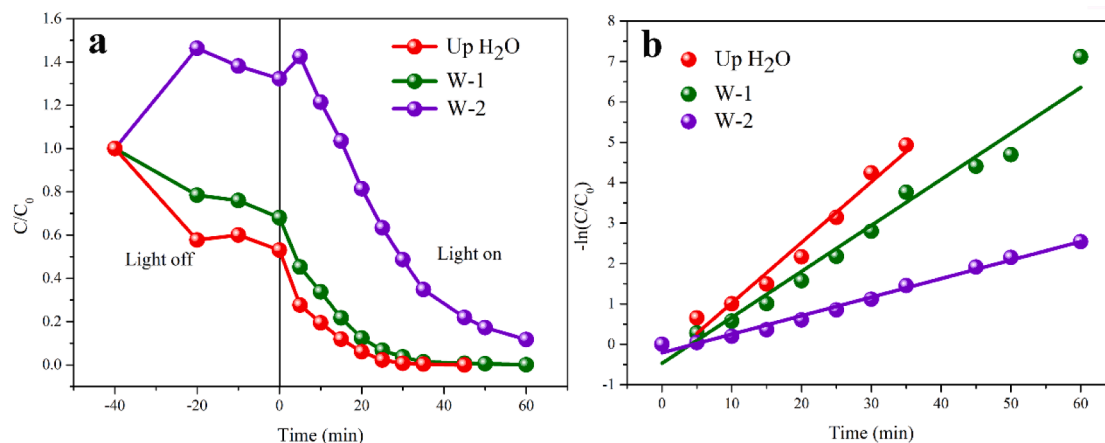 a
Up H₂O
W-1
W-2
Light off
Light on
1.6
1.4
1.2
1.0
0.8
0.6
0.4
0.2
0.0
C/C₀
-40
-20
0
20
40
60
Time (min)
b
Up H₂O
W-1
W-2
8
7
6
5
4
3
2
1
0
-1
-ln(C/C₀)
0
10
20
30
40
50
60
Time (min)